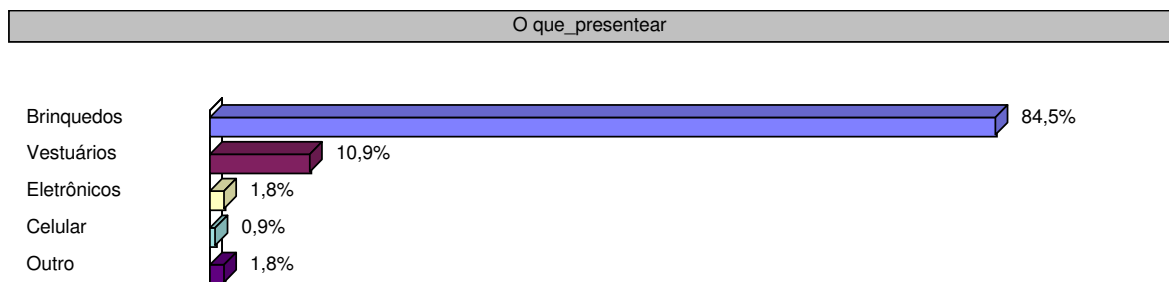 O que_presentear
Brinquedos 84,5%
Vestuários 10,9%
Eletrônicos 1,8%
Celular 0,9%
Outro 1,8%